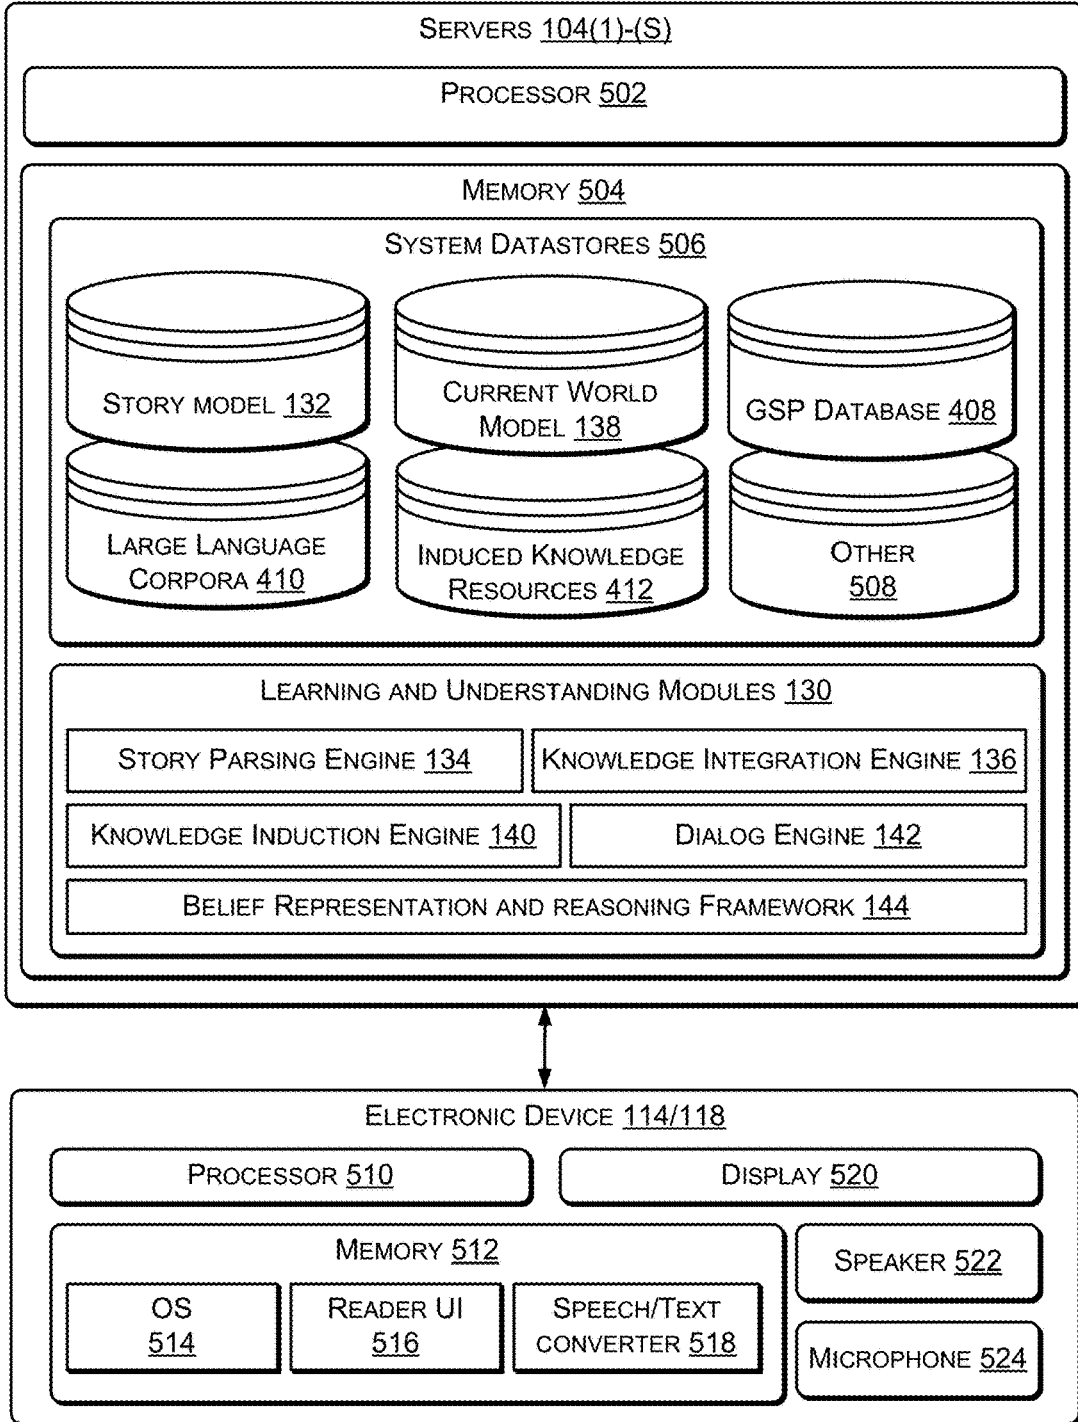 SERVERS 104(1)-(S)
PROCESSOR 502
MEMORY 504
SYSTEM DATASTORES 506
STORY MODEL 132
CURRENT WORLD
MODEL 138
GSP DATABASE 408
LARGE LANGUAGE
CORPORA 410
INDUCED KNOWLEDGE
RESOURCES 412
OTHER
508
LEARNING AND UNDERSTANDING MODULES 130
STORY PARSING ENGINE 134
KNOWLEDGE INTEGRATION ENGINE 136
KNOWLEDGE INDUCTION ENGINE 140
DIALOG ENGINE 142
BELIEF REPRESENTATION AND REASONING FRAMEWORK 144
ELECTRONIC DEVICE 114/118
PROCESSOR 510
DISPLAY 520
MEMORY 512
OS
514
READER UI
516
SPEECH/TEXT
CONVERTER 518
SPEAKER 522
MICROPHONE 524